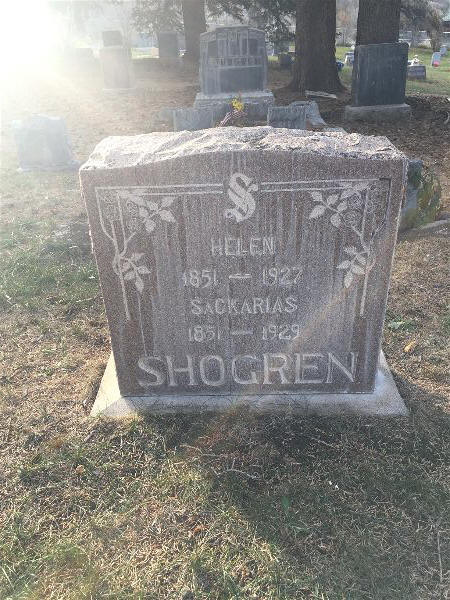 S
HELEN
1851 — 1927
SACKARIAS
1851 — 1929
SHOGREN